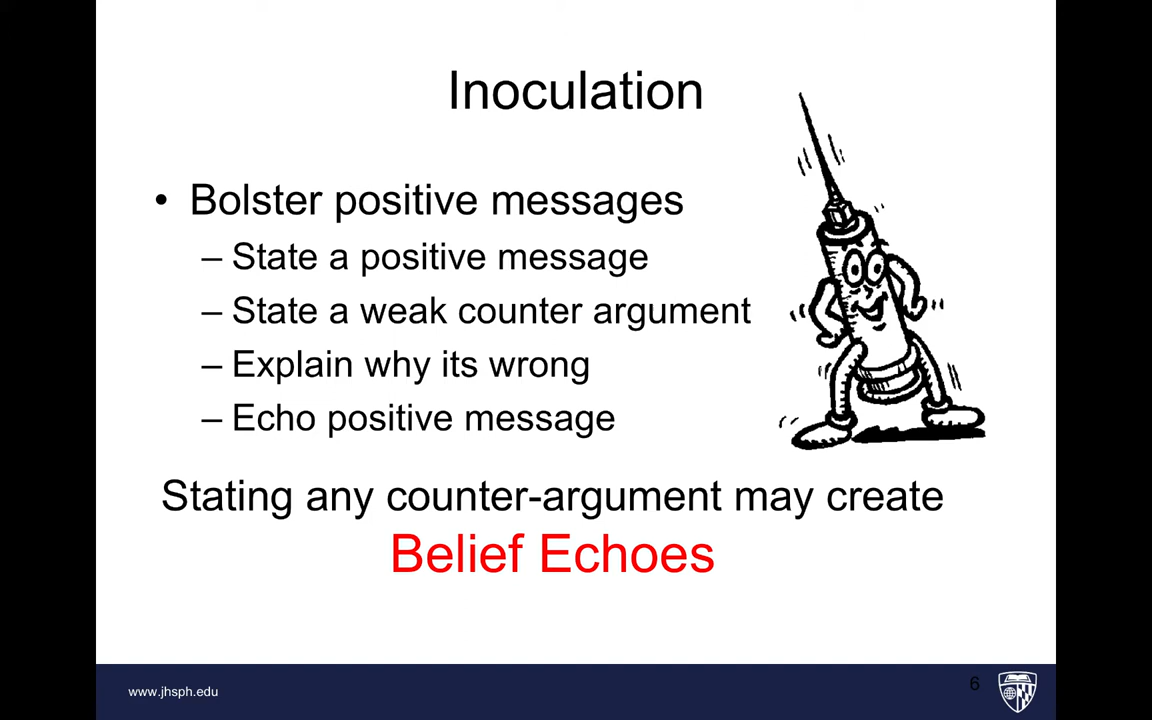 Inoculation
• Bolster positive messages
– State a positive message
– State a weak counter argument
– Explain why its wrong
– Echo positive message
Stating any counter-argument may create
Belief Echoes
www.jhsph.edu
6